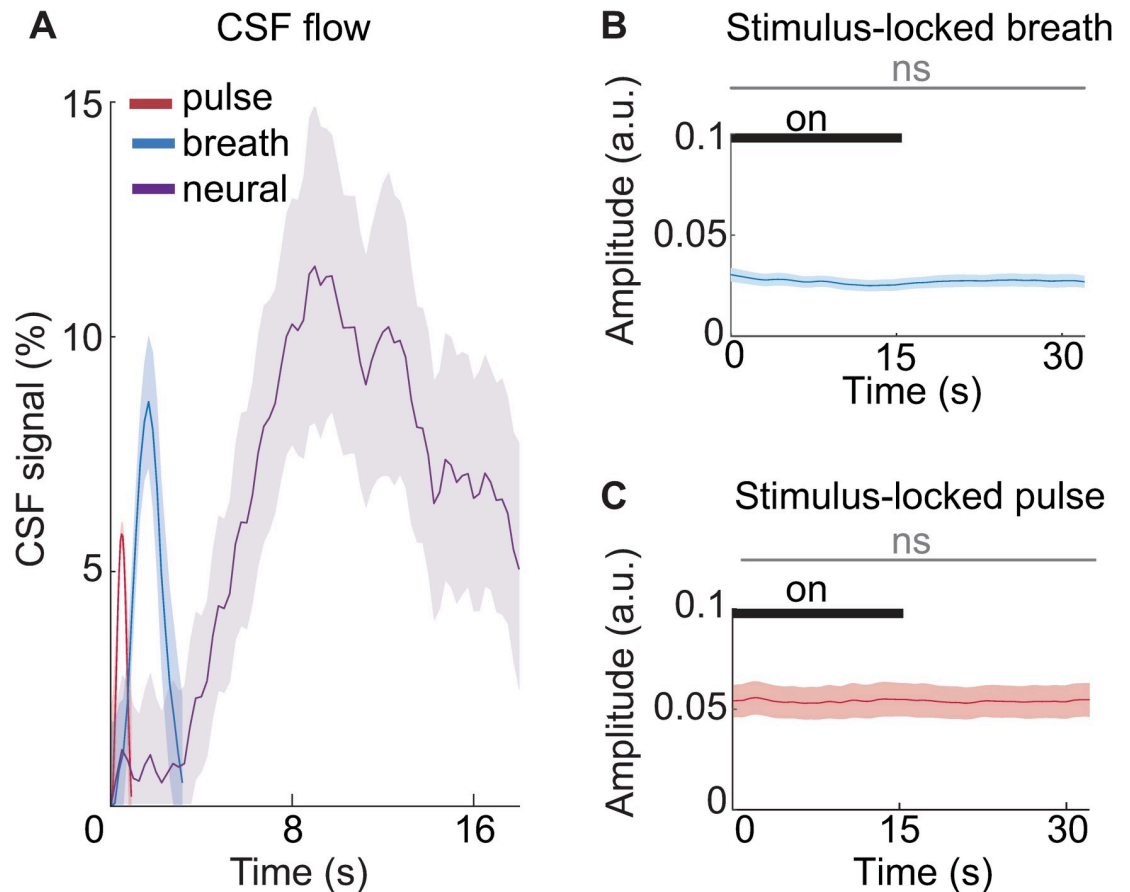 A
CSF flow
pulse
breath
neural
15
10
5
CSF signal (%)
0
8
16
Time (s)
B
Stimulus-locked breath
ns
on
0.1
0.05
0
Amplitude (a.u.)
0
15
30
Time (s)
C
Stimulus-locked pulse
ns
on
0.1
0.05
0
Amplitude (a.u.)
0
15
30
Time (s)